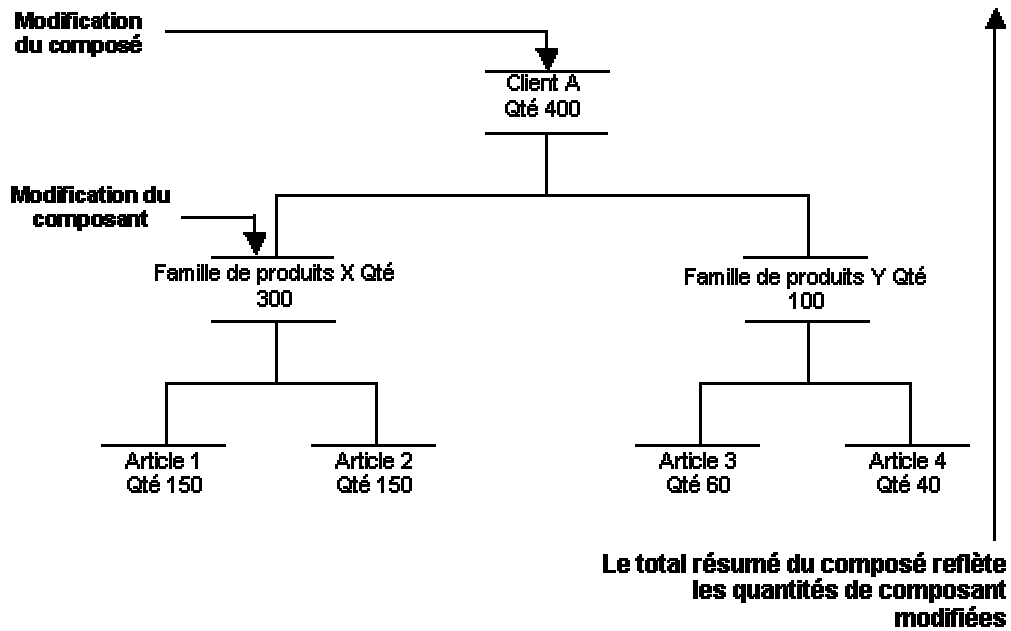 Modification
du composé
Client A
Qté 400
Modification du
composant
Famille de produits X Qté
300
Famille de produits Y Qté
100
Article 1
Qté 150
Article 2
Qté 150
Article 3
Qté 60
Article 4
Qté 40
Le total résumé du composé reflète
les quantités de composant
modifiées